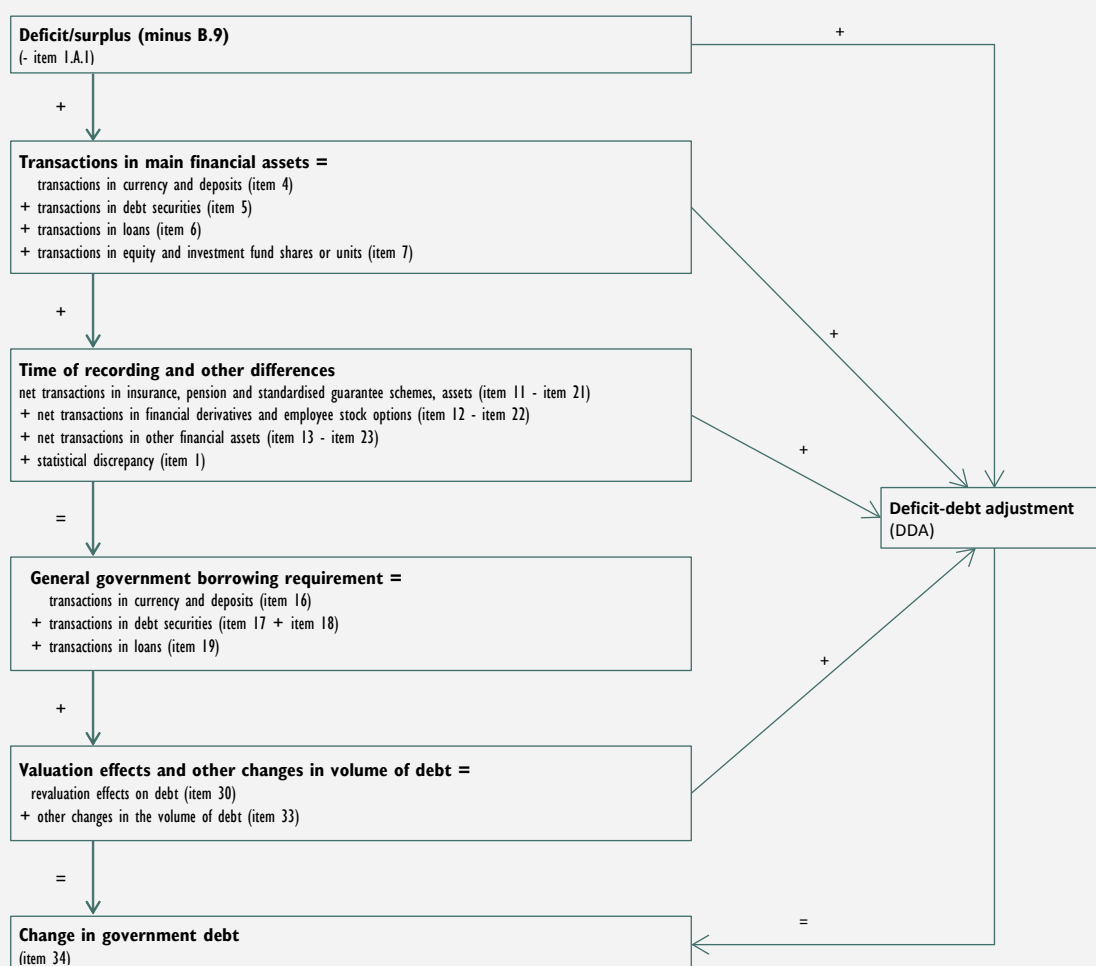 Deficit/surplus (minus B.9)
(- item 1.A.1)
+
+
Transactions in main financial assets =
transactions in currency and deposits (item 4)
+ transactions in debt securities (item 5)
+ transactions in loans (item 6)
+ transactions in equity and investment fund shares or units (item 7)
+
+
Time of recording and other differences
net transactions in insurance, pension and standardised guarantee schemes, assets (item 11 - item 21)
+ net transactions in financial derivatives and employee stock options (item 12 - item 22)
+ net transactions in other financial assets (item 13 - item 23)
+ statistical discrepancy (item 1)
+
=
Deficit-debt adjustment
(DDA)
General government borrowing requirement =
transactions in currency and deposits (item 16)
+ transactions in debt securities (item 17 + item 18)
+ transactions in loans (item 19)
+
+
Valuation effects and other changes in volume of debt =
revaluation effects on debt (item 30)
+ other changes in the volume of debt (item 33)
=
=
Change in government debt
(item 34)